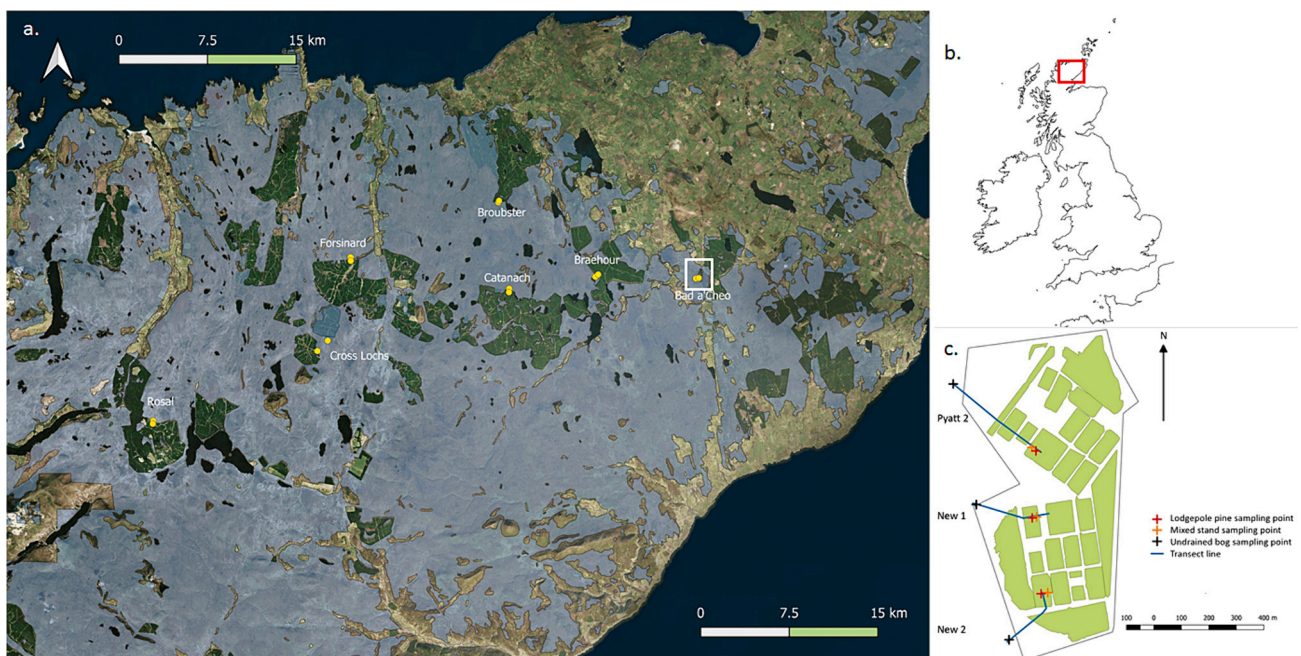 a.
0 7.5 15 km
Broubster
Forsinard
Braehour
Catanach
Bad a'Cheo
Cross Lochs
Rosal
0 7.5 15 km
b.
c.
N
Pyatt 2
New 1
Lodgepole pine sampling point
Mixed stand sampling point
Undrained bog sampling point
Transect line
New 2
100 0 100 200 300 400 m